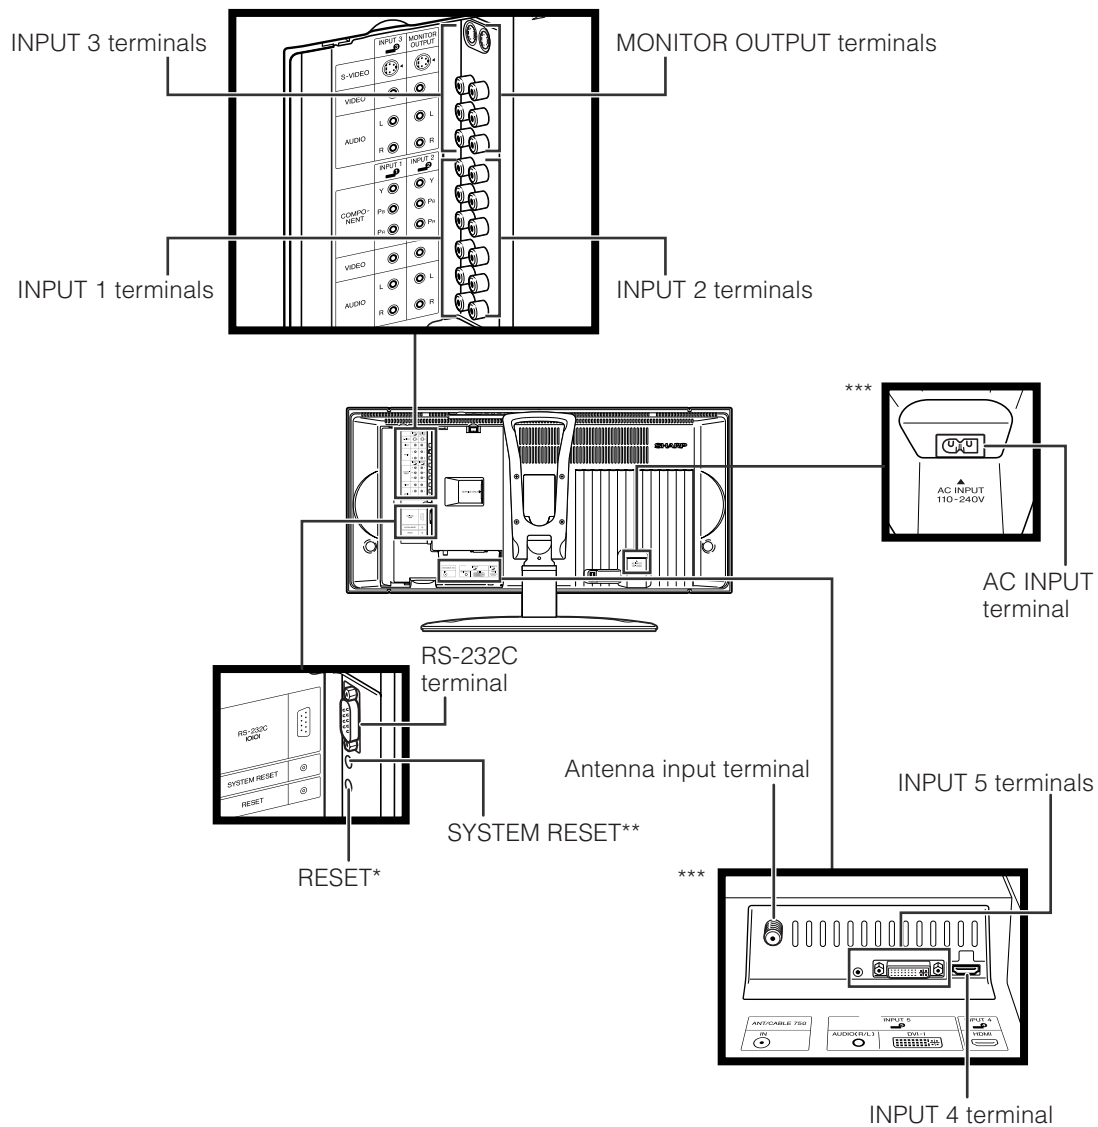 INPUT 3 terminals
MONITOR OUTPUT terminals
INPUT 3
MONITOR
OUTPUT
S-VIDEO
VIDEO
AUDIO
L
L
R
R
INPUT 1
INPUT 2
COMPO-
NENT
Y
Y
PB
PB
PR
PR
VIDEO
AUDIO
L
L
R
R
INPUT 1 terminals
INPUT 2 terminals
***
AC INPUT
110-240V
AC INPUT
terminal
SHARP
RS-232C
terminal
RS-232C
IOIOI
SYSTEM RESET
RESET
SYSTEM RESET**
RESET*
Antenna input terminal
INPUT 5 terminals
***
ANT/CABLE 75Ω
IN
INPUT 5
AUDIO(R/L)
DVI-I
INPUT 4
HDMI
INPUT 4 terminal